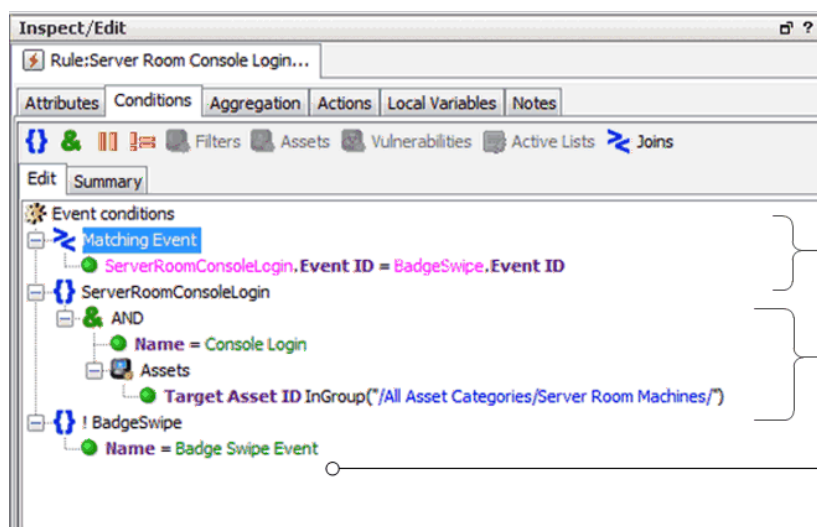 Inspect/Edit ?
Rule:Server Room Console Login...
Attributes Conditions Aggregation Actions Local Variables Notes
{} & Filters Assets Vulnerabilities Active Lists Joins
Edit Summary
Event conditions
Matching Event
ServerRoomConsoleLogin.Event ID = BadgeSwipe.Event ID
{} ServerRoomConsoleLogin
& AND
Name = Console Login
Assets
Target Asset ID InGroup("/All Asset Categories/Server Room Machines/")
{} ! BadgeSwipe
Name = Badge Swipe Event